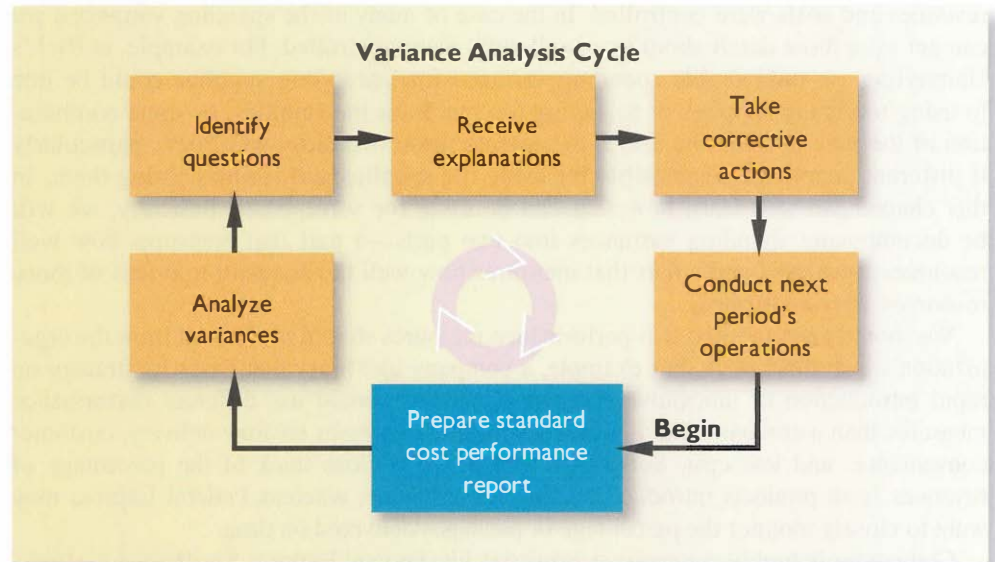 Variance Analysis Cycle
Identify
questions
Receive
explanations
Take
corrective
actions
Analyze
variances
Conduct next
period's
operations
Prepare standard
cost performance
report
Begin